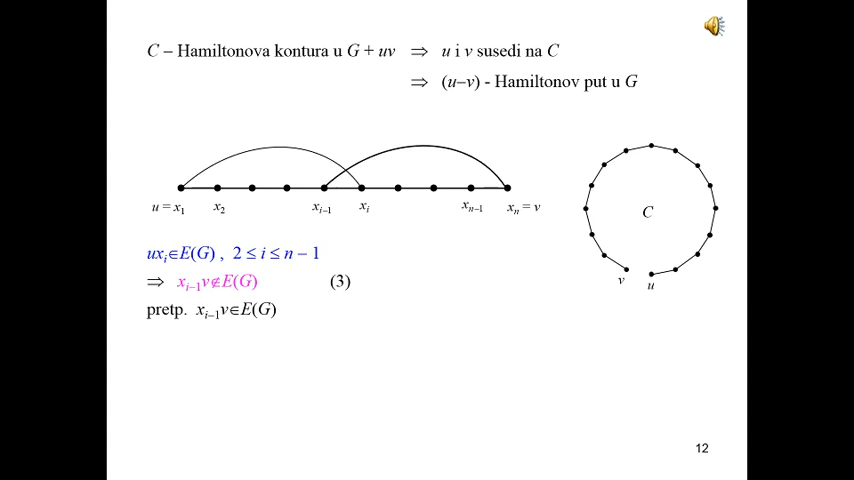 C – Hamiltonova kontura u G + uv ⇒ u i v susedi na C
⇒ (u–v) - Hamiltonov put u G
u = x₁ x₂ xᵢ₋₁ xᵢ xₙ₋₁ xₙ = v
C
v u
uxᵢ∈E(G) , 2 ≤ i ≤ n – 1
⇒ xᵢ₋₁v∉E(G) (3)
pretp. xᵢ₋₁v∈E(G)
12